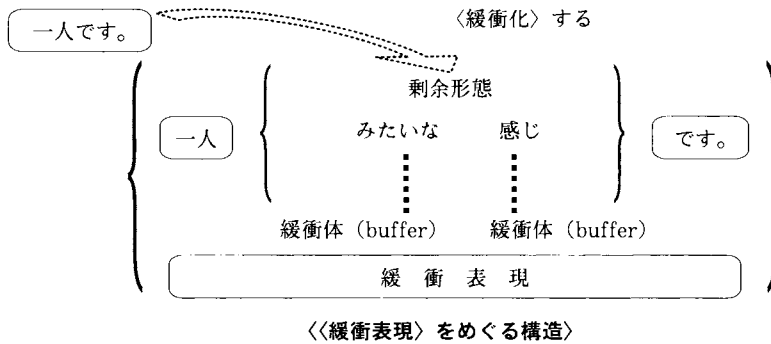 〈緩衝化〉する
一人です。
剰余形態
一人 みたいな 感じ です。
緩衝体（buffer） 緩衝体（buffer）
緩 衝 表 現
〈〈緩衝表現〉をめぐる構造〉